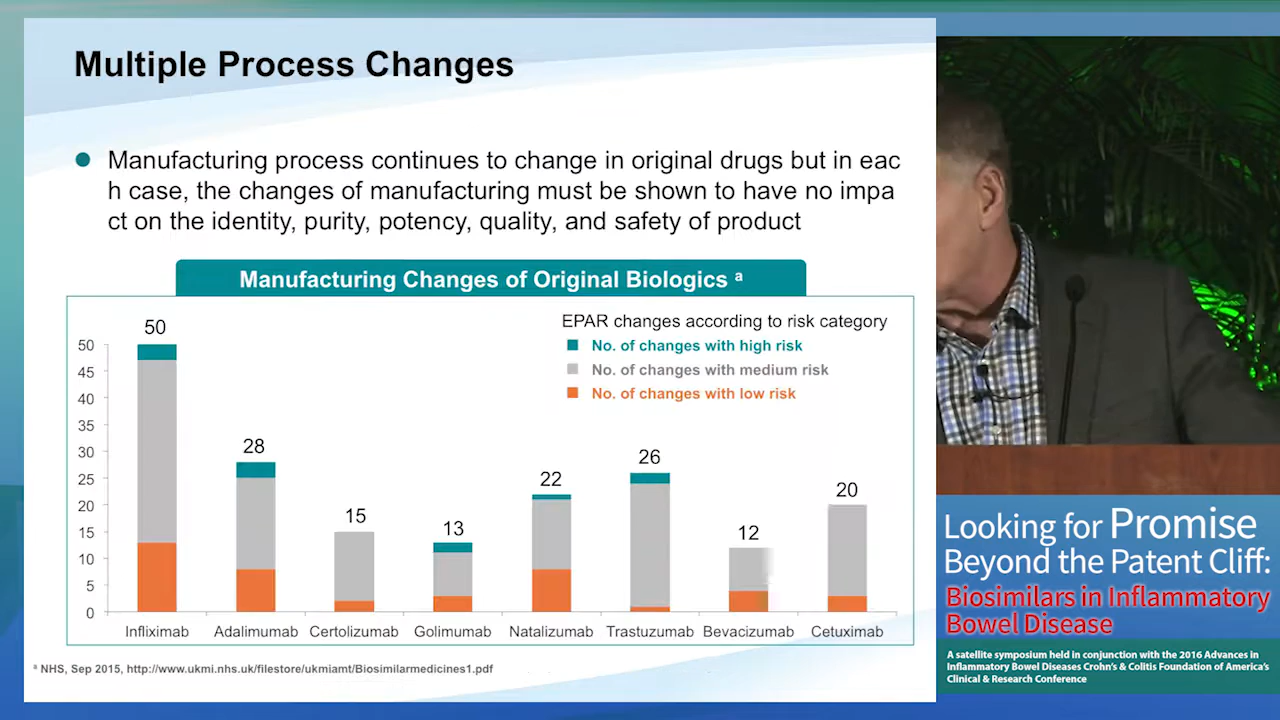 Multiple Process Changes
Manufacturing process continues to change in original drugs but in eac
h case, the changes of manufacturing must be shown to have no impa
ct on the identity, purity, potency, quality, and safety of product
Manufacturing Changes of Original Biologics a
EPAR changes according to risk category
No. of changes with high risk
No. of changes with medium risk
No. of changes with low risk
50
28
15
13
22
26
12
20
50
45
40
35
30
25
20
15
10
5
0
Infliximab Adalimumab Certolizumab Golimumab Natalizumab Trastuzumab Bevacizumab Cetuximab
a NHS, Sep 2015, http://www.ukmi.nhs.uk/filestore/ukmiamt/Biosimilarmedicines1.pdf
Looking for Promise
Beyond the Patent Cliff:
Biosimilars in Inflammatory
Bowel Disease
A satellite symposium held in conjunction with the 2016 Advances in
Inflammatory Bowel Diseases Crohn's & Colitis Foundation of America's
Clinical & Research Conference